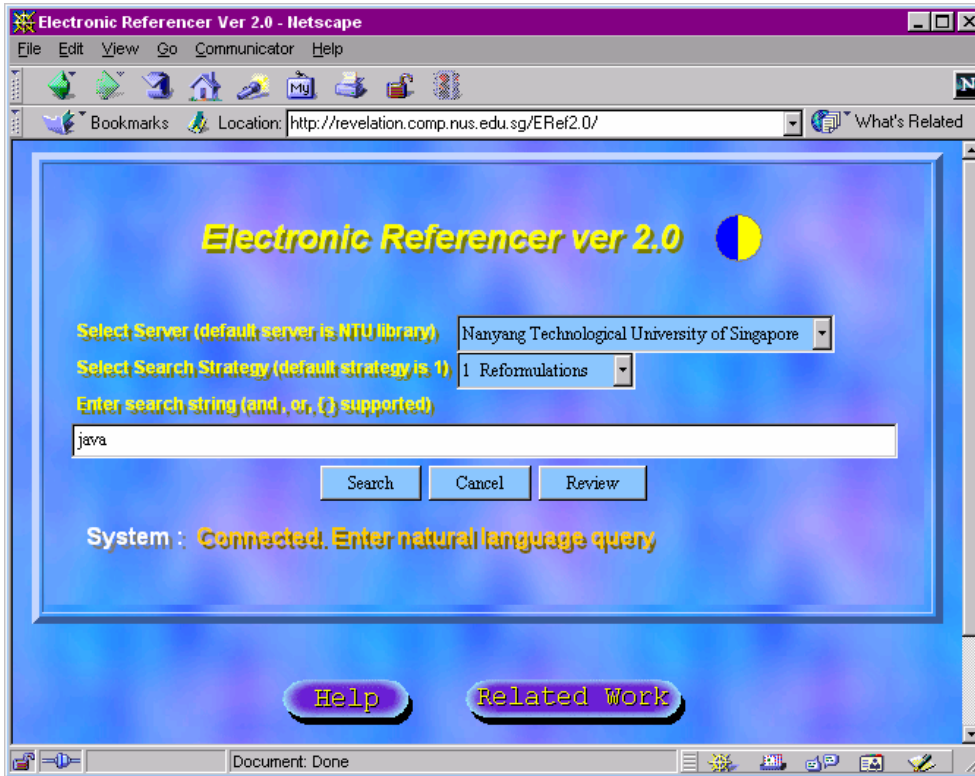 Electronic Referencer Ver 2.0 - Netscape
File Edit View Go Communicator Help
My
N
Bookmarks Location: http://revelation.comp.nus.edu.sg/ERef2.0/ What's Related
Electronic Referencer ver 2.0
Select Server (default server is NTU library) Nanyang Technological University of Singapore
Select Search Strategy (default strategy is 1) 1 Reformulations
Enter search string (and , or, {} supported)
java
Search Cancel Review
System : Connected. Enter natural language query
Help Related Work
Document: Done